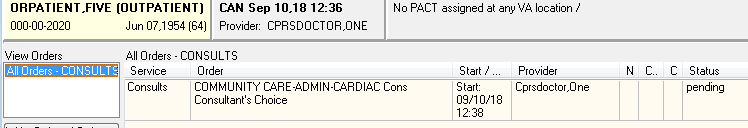 ORPATIENT,FIVE (OUTPATIENT)
000-00-2020 Jun 07,1954 (64)
CAN Sep 10,18 12:36
Provider: CPRSDOCTOR,ONE
No PACT assigned at any VA location /
View Orders
All Orders - CONSULTS
All Orders - CONSULTS
Service Order Start / ... Provider N C.. C Status
Consults COMMUNITY CARE-ADMIN-CARDIAC Cons Start: Cprsdoctor,One pending
Consultant's Choice 09/10/18
12:38